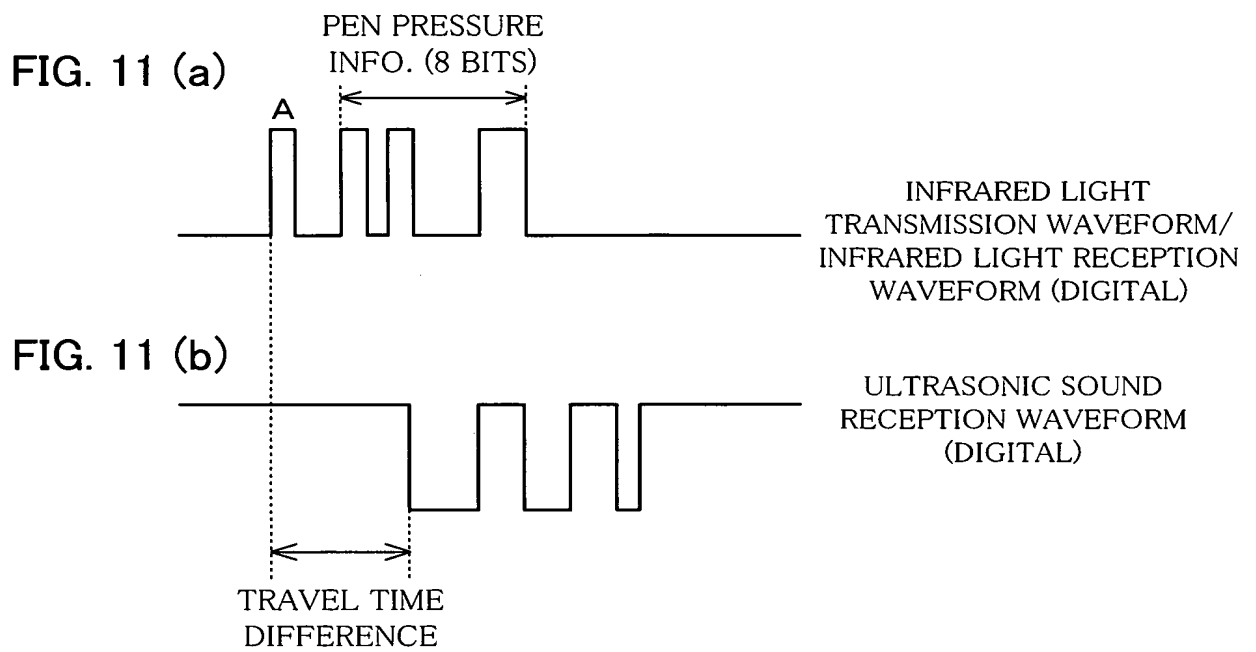 PEN PRESSURE
INFO. (8 BITS)
FIG. 11 (a)
A
INFRARED LIGHT
TRANSMISSION WAVEFORM/
INFRARED LIGHT RECEPTION
WAVEFORM (DIGITAL)
FIG. 11 (b)
ULTRASONIC SOUND
RECEPTION WAVEFORM
(DIGITAL)
TRAVEL TIME
DIFFERENCE